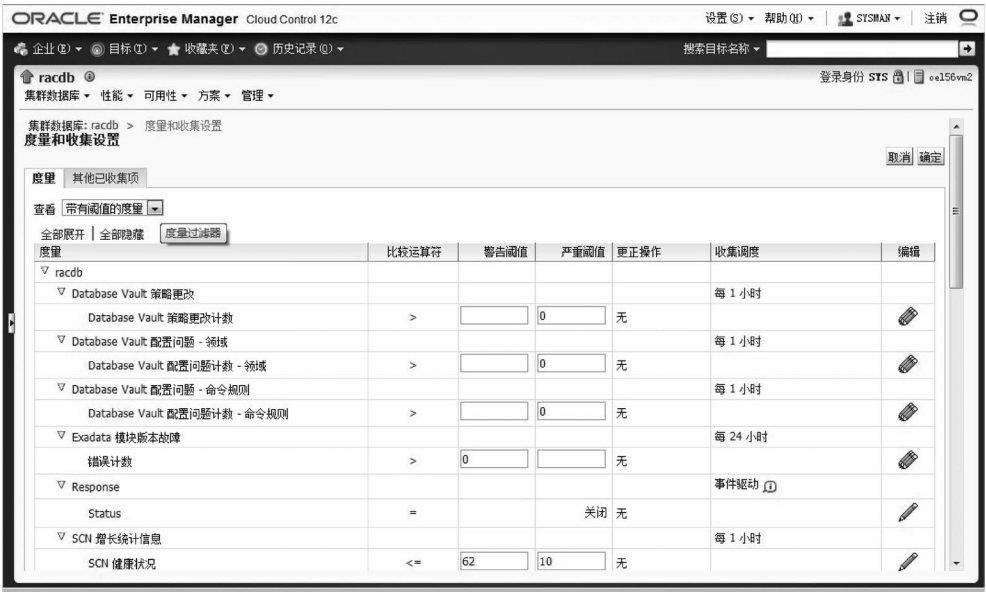 ORACLE Enterprise Manager Cloud Control 12c 设置(S) 帮助(H) SYSMAN 注销
企业(E) 目标(T) 收藏夹(F) 历史记录(O) 搜索目标名称
racdb 登录身份 SYS oel56vm2
集群数据库 性能 可用性 方案 管理
集群数据库: racdb > 度量和收集设置
度量和收集设置
取消 确定
度量 其他已收集项
查看 带有阈值的度量
全部展开 | 全部隐藏 度量过滤器
度量 比较运算符 警告阈值 严重阈值 更正操作 收集调度 编辑
racdb
Database Vault 策略更改 每 1 小时
Database Vault 策略更改计数 > 0 无
Database Vault 配置问题 - 领域 每 1 小时
Database Vault 配置问题计数 - 领域 > 0 无
Database Vault 配置问题 - 命令规则 每 1 小时
Database Vault 配置问题计数 - 命令规则 > 0 无
Exadata 模块版本故障 每 24 小时
错误计数 > 0 无
Response 事件驱动
Status = 关闭 无
SCN 增长统计信息 每 1 小时
SCN 健康状况 <= 62 10 无